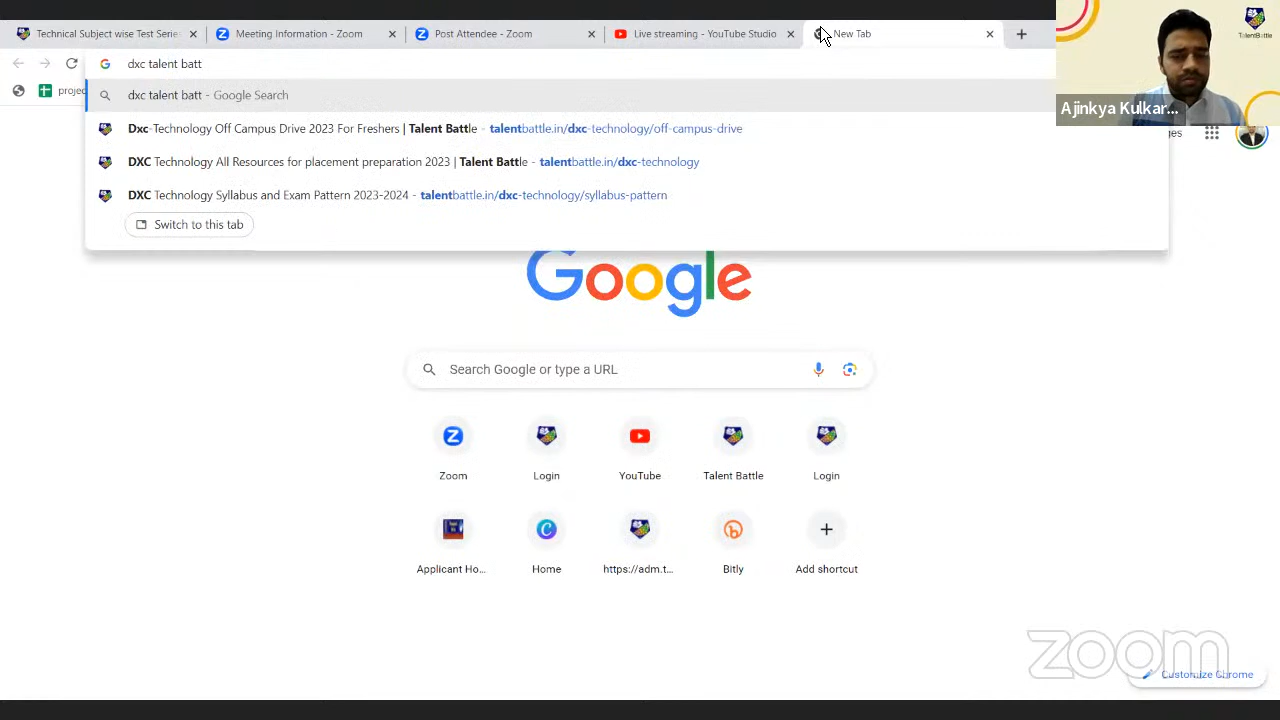 Technical Subject wise Test Serie
Meeting Information - Zoom
Post Attendee - Zoom
Live streaming - YouTube Studio
New Tab
TalentBattle
dxc talent batt
projec
dxc talent batt - Google Search
Ajinkya Kulkar...
Dxc-Technology Off Campus Drive 2023 For Freshers | Talent Battle - talentbattle.in/dxc-technology/off-campus-drive
ges
DXC Technology All Resources for placement preparation 2023 | Talent Battle - talentbattle.in/dxc-technology
DXC Technology Syllabus and Exam Pattern 2023-2024 - talentbattle.in/dxc-technology/syllabus-pattern
Switch to this tab
Google
Search Google or type a URL
Zoom
Login
YouTube
Talent Battle
Login
Applicant Ho...
Home
https://adm.t...
Bitly
Add shortcut
zoom
Customize Chrome